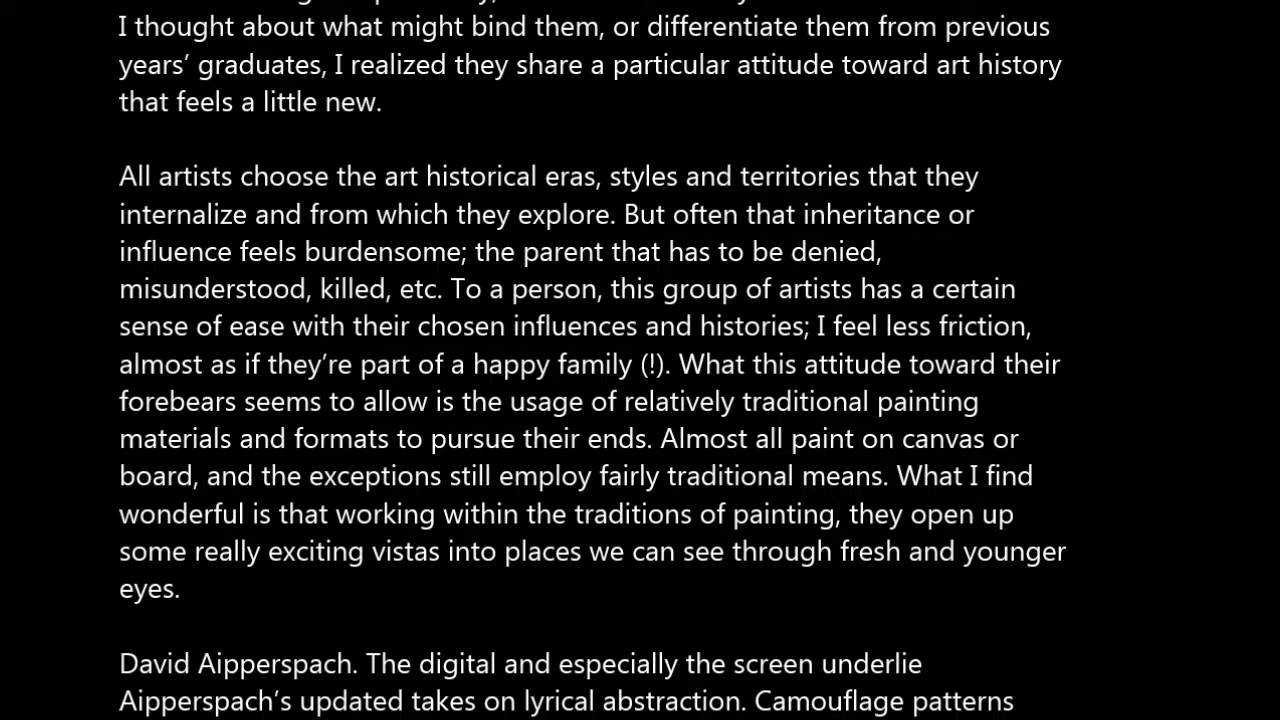 I thought about what might bind them, or differentiate them from previous
years’ graduates, I realized they share a particular attitude toward art history
that feels a little new.
All artists choose the art historical eras, styles and territories that they
internalize and from which they explore. But often that inheritance or
influence feels burdensome; the parent that has to be denied,
misunderstood, killed, etc. To a person, this group of artists has a certain
sense of ease with their chosen influences and histories; I feel less friction,
almost as if they’re part of a happy family (!). What this attitude toward their
forebears seems to allow is the usage of relatively traditional painting
materials and formats to pursue their ends. Almost all paint on canvas or
board, and the exceptions still employ fairly traditional means. What I find
wonderful is that working within the traditions of painting, they open up
some really exciting vistas into places we can see through fresh and younger
eyes.
David Aipperspach. The digital and especially the screen underlie
Aipperspach’s updated takes on lyrical abstraction. Camouflage patterns